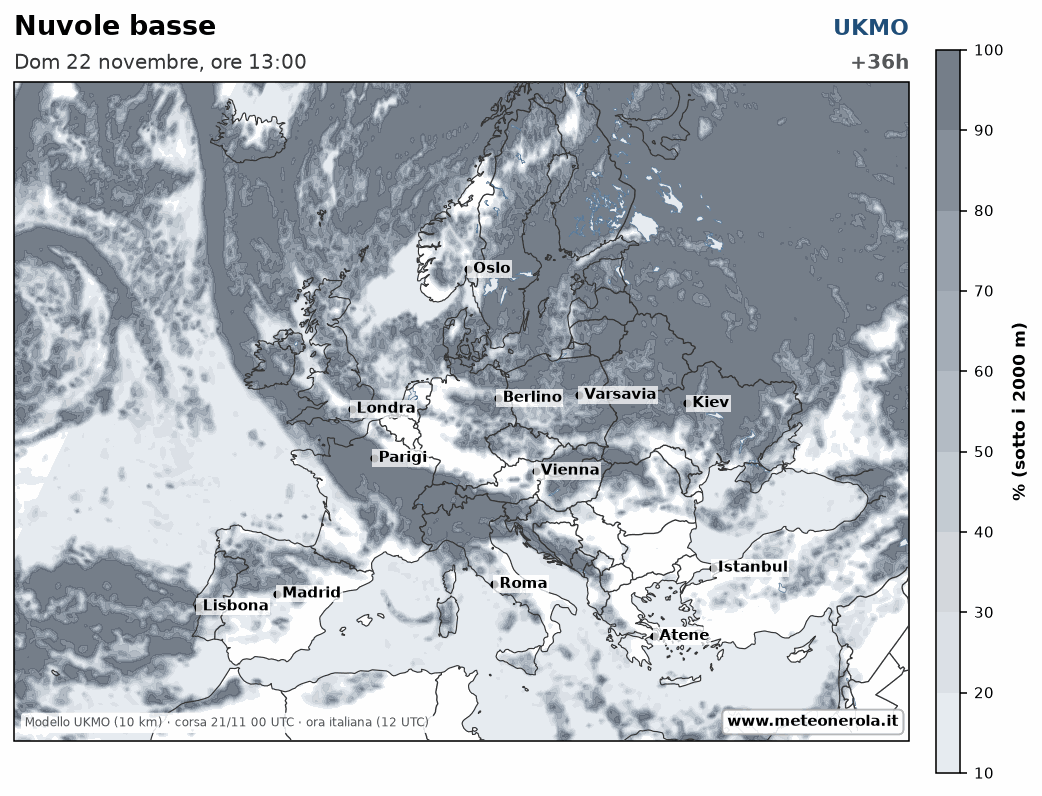 Nuvole basse
UKMO
Dom 22 novembre, ore 13:00
+36h
100
90
80
70
60
50
40
30
20
10
% (sotto i 2000 m)
Oslo
Londra
Berlino
Varsavia
Kiev
Parigi
Vienna
Istanbul
Roma
Madrid
Lisbona
Atene
Modello UKMO (10 km) · corsa 21/11 00 UTC · ora italiana (12 UTC)
www.meteonerola.it